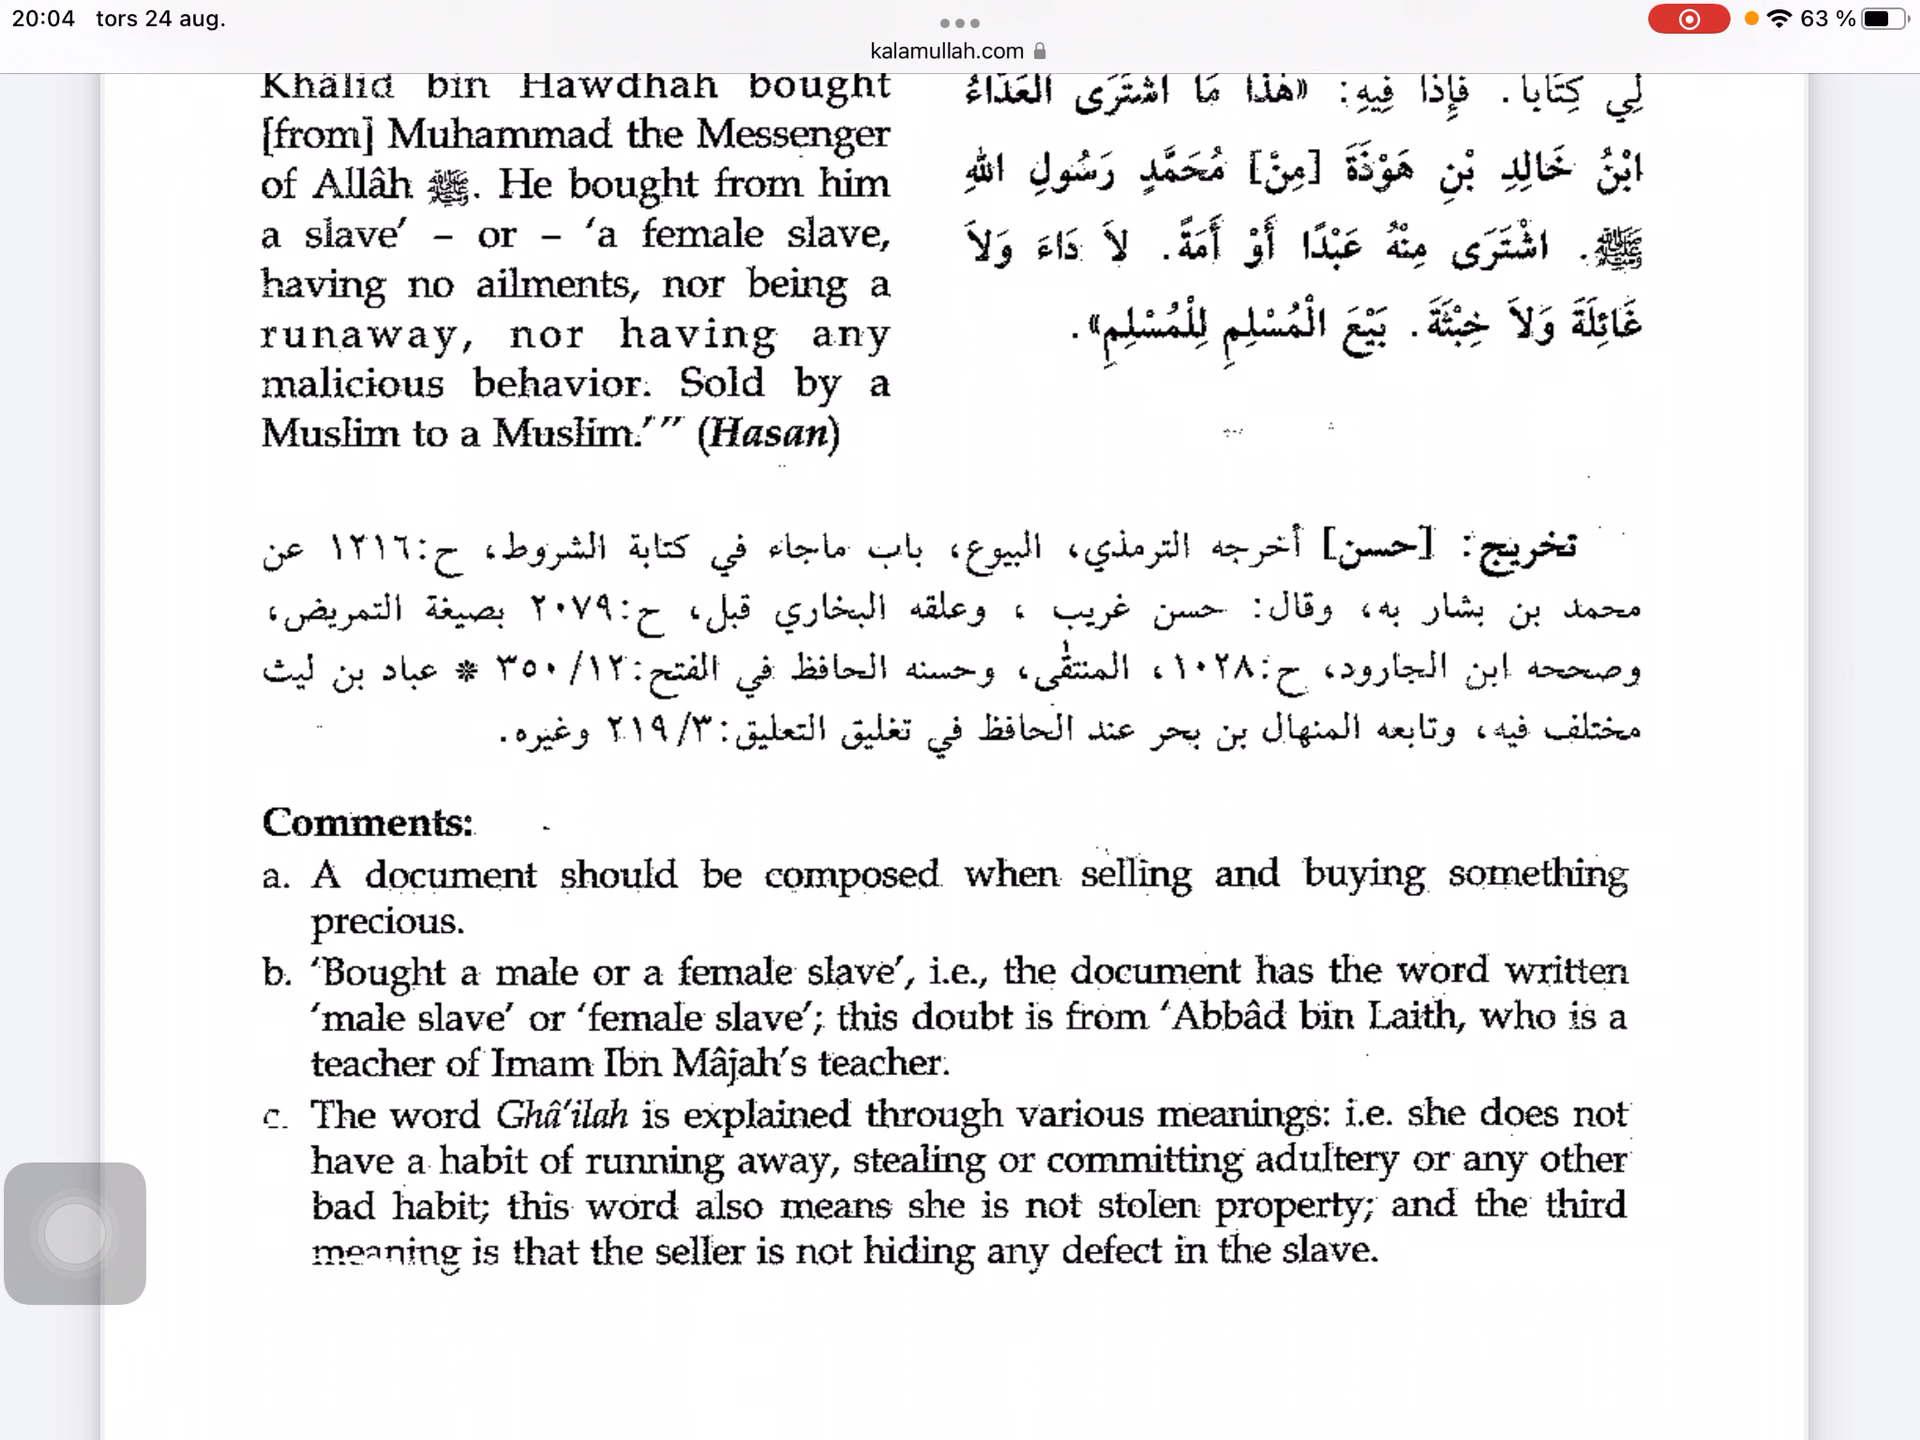 20:04 tors 24 aug.
63 %
kalamullah.com
Khâlid bin Hawdhah bought
[from] Muhammad the Messenger
of Allâh ﷺ. He bought from him
a slave’ – or – ‘a female slave,
having no ailments, nor being a
runaway, nor having any
malicious behavior. Sold by a
Muslim to a Muslim.’” (Hasan)
لِي كِتَابًا. فَإِذَا فِيهِ: «هٰذَا مَا اشْتَرَى الْعَدَّاءُ
ابْنُ خَالِدِ بْنِ هَوْذَةَ [مِنْ] مُحَمَّدٍ رَسُولِ اللهِ
ﷺ. اشْتَرَى مِنْهُ عَبْدًا أَوْ أَمَةً. لاَ دَاءَ وَلاَ
غَائِلَةَ وَلاَ خِبْثَةَ. بَيْعَ الْمُسْلِمِ لِلْمُسْلِمِ».
تخريج: [حسن] أخرجه الترمذي، البيوع، باب ماجاء في كتابة الشروط، ح:١٢١٦ عن
محمد بن بشار به، وقال: حسن غريب ، وعلقه البخاري قبل، ح:٢٠٧٩ بصيغة التمريض،
وصححه ابن الجارود، ح:١٠٢٨، المنتقٰى، وحسنه الحافظ في الفتح:١٢/ ٣٥٠ * عباد بن ليث
مختلف فيه، وتابعه المنهال بن بحر عند الحافظ في تغليق التعليق:٣/ ٢١٩ وغيره.
Comments:
a. A document should be composed when selling and buying something
precious.
b. ‘Bought a male or a female slave’, i.e., the document has the word written
‘male slave’ or ‘female slave’; this doubt is from ‘Abbâd bin Laith, who is a
teacher of Imam Ibn Mâjah’s teacher.
c. The word Ghâ’ilah is explained through various meanings: i.e. she does not
have a habit of running away, stealing or committing adultery or any other
bad habit; this word also means she is not stolen property; and the third
meaning is that the seller is not hiding any defect in the slave.